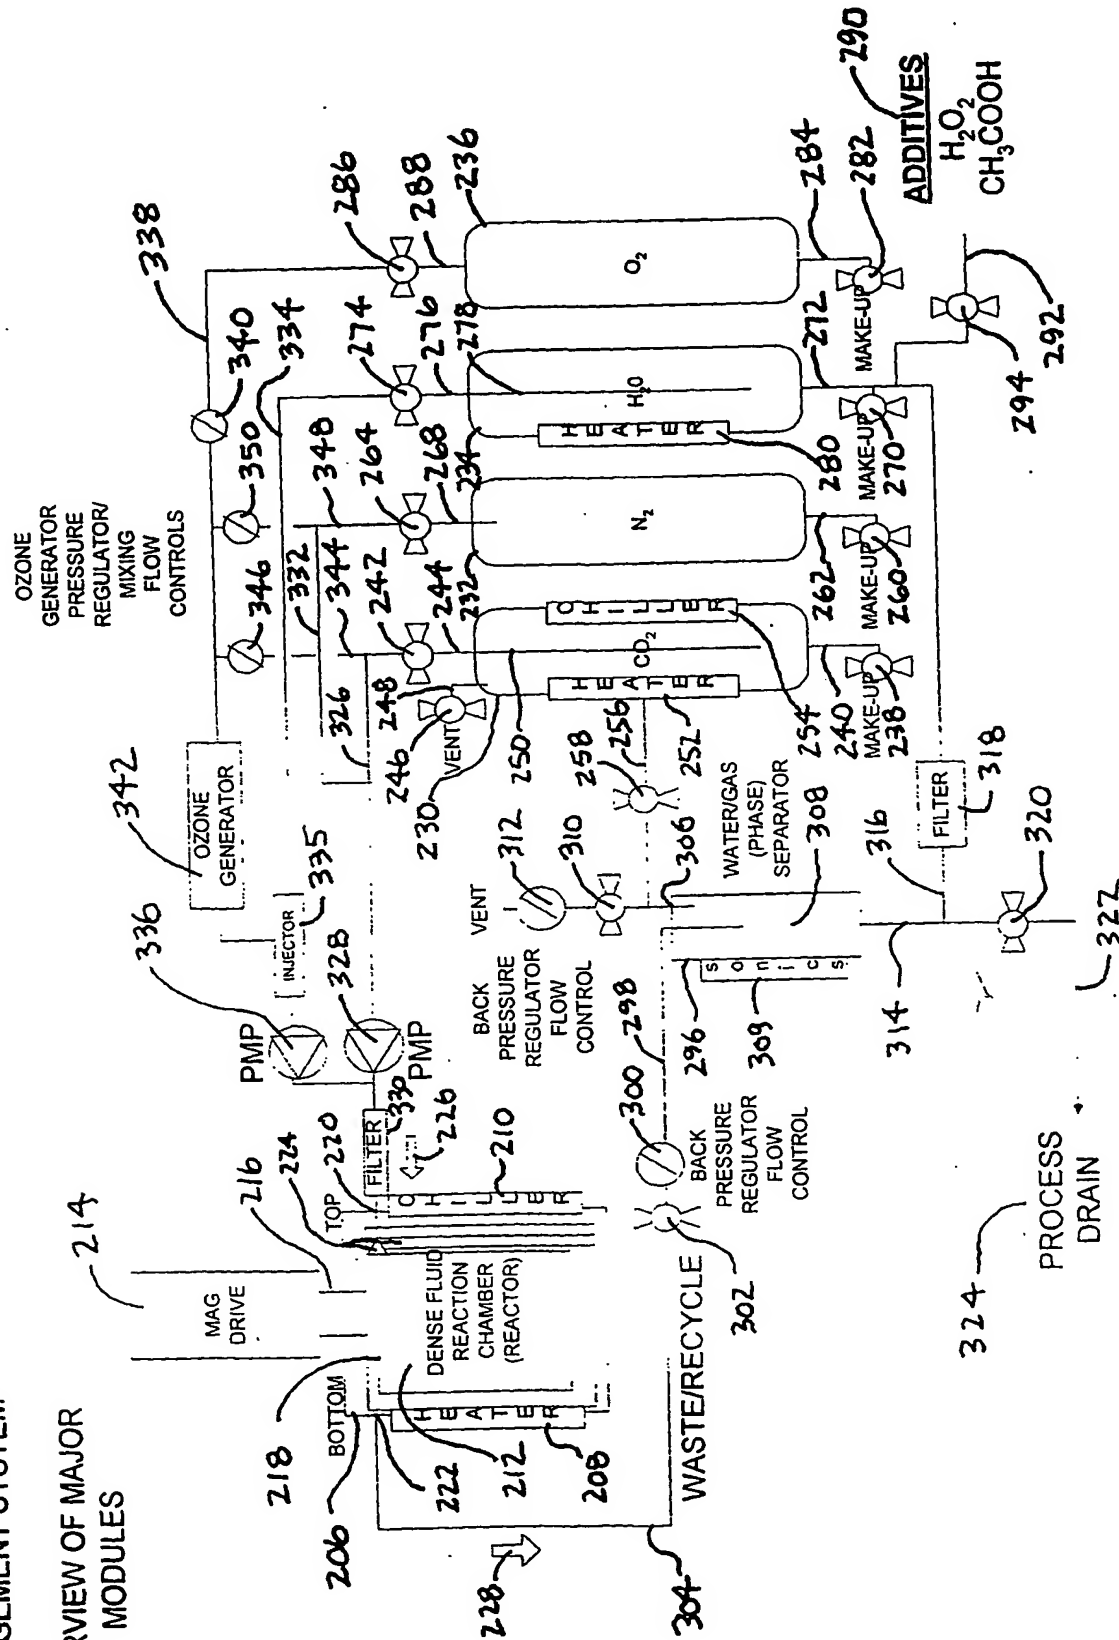 GEMENT SYSTEM
RVIEW OF MAJOR
MODULES
OZONE
GENERATOR
PRESSURE
REGULATOR/
MIXING
FLOW
CONTROLS
338
340
334
350
346
286
288
236
274
276
278
348
264
268
234
332
344
242
244
232
326
248
246
VENT
230
342
OZONE
GENERATOR
335
INJECTOR
336
328
PMP
PMP
O2
H2O
HEATER
280
N2
CHILLER
CO2
HEATER
250
252
254
256
258
284
282
MAKE-UP
272
MAKE-UP
270
262
MAKE-UP
260
240
MAKE-UP
238
290
ADDITIVES
H2O2
CH3COOH
292
294
318
FILTER
316
320
322
314
312
VENT
310
306
WATER/GAS
(PHASE)
SEPARATOR
308
sonics
309
296
298
300
BACK
PRESSURE
REGULATOR
FLOW
CONTROL
BACK
PRESSURE
REGULATOR
FLOW
CONTROL
302
324
PROCESS
DRAIN
214
MAG
DRIVE
216
218
224
220
TOP
FILTER
330
226
210
CHILLER
DENSE FLUID
REACTION
CHAMBER
(REACTOR)
212
BOTTOM
HEATER
206
222
208
228
304
WASTE/RECYCLE